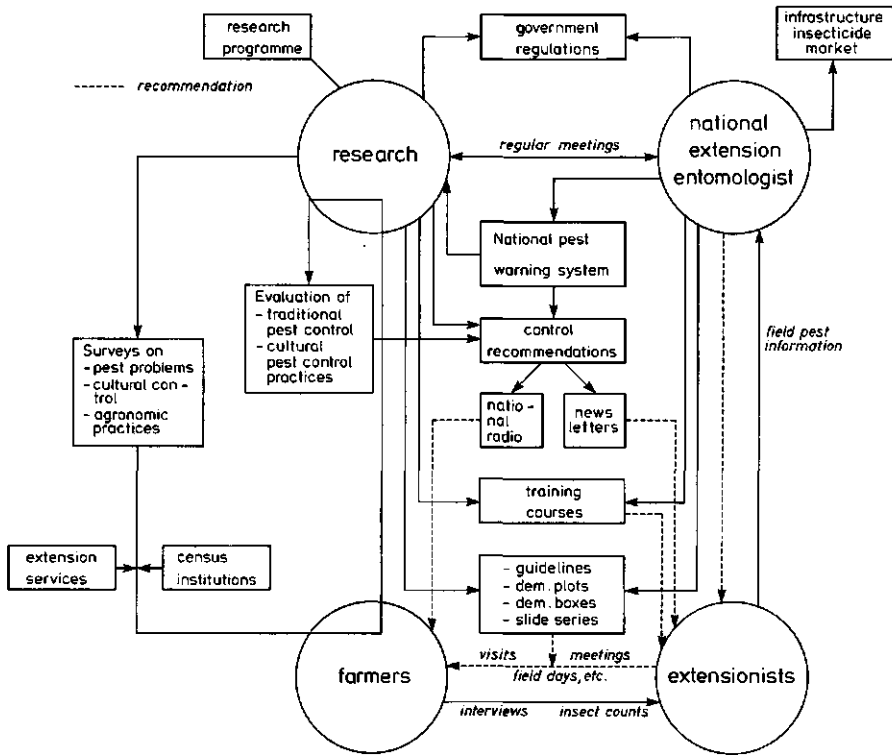 research
programme
government
regulations
infrastructure
insecticide
market
recommendation
research
regular meetings
national
extension
entomologist
National pest
warning system
Evaluation of
- traditional
pest control
- cultural
pest control
practices
control
recommendations
field pest
information
Surveys on
- pest problems
- cultural con -
trol
- agronomic
practices
natio -
nal
radio
news
letters
training
courses
extension
services
census
institutions
- guidelines
- dem. plots
- dem. boxes
- slide series
visits meetings
field days, etc.
farmers
extensionists
interviews insect counts